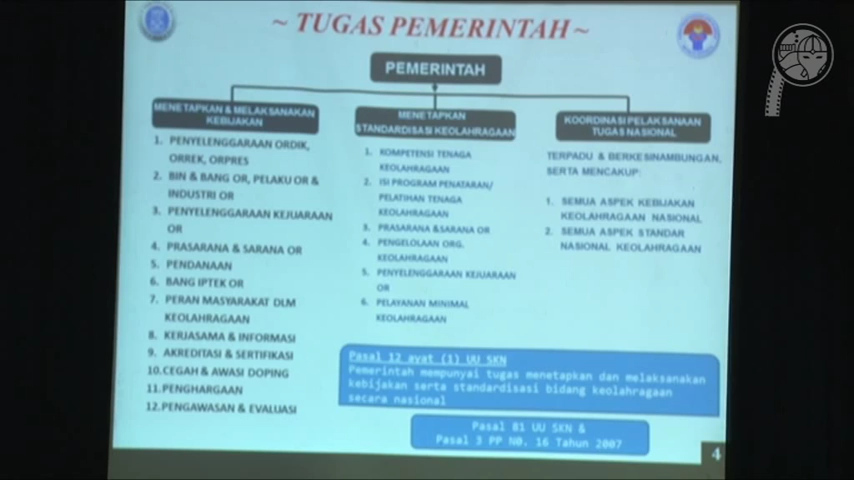 ~ TUGAS PEMERINTAH ~
PEMERINTAH
MENETAPKAN & MELAKSANAKAN
KEBIJAKAN
1. PENYELENGGARAAN ORDIK,
ORREK, ORPRES
2. BIN & BANG OR, PELAKU OR &
INDUSTRI OR
3. PENYELENGGARAAN KEJUARAAN
OR
4. PRASARANA & SARANA OR
5. PENDANAAN
6. BANG IPTEK OR
7. PERAN MASYARAKAT DLM
KEOLAHRAGAAN
8. KERJASAMA & INFORMASI
9. AKREDITASI & SERTIFIKASI
10. CEGAH & AWASI DOPING
11. PENGHARGAAN
12. PENGAWASAN & EVALUASI
MENETAPKAN
STANDARDISASI KEOLAHRAGAAN
1. KOMPETENSI TENAGA
KEOLAHRAGAAN
2. ISI PROGRAM PENATARAN/
PELATIHAN TENAGA
KEOLAHRAGAAN
3. PRASARANA & SARANA OR
4. PENGELOLAAN ORG.
KEOLAHRAGAAN
5. PENYELENGGARAAN KEJUARAAN
OR
6. PELAYANAN MINIMAL
KEOLAHRAGAAN
KOORDINASI PELAKSANAAN
TUGAS NASIONAL
TERPADU & BERKESINAMBUNGAN,
SERTA MENCAKUP:
1. SEMUA ASPEK KEBIJAKAN
KEOLAHRAGAAN NASIONAL
2. SEMUA ASPEK STANDAR
NASIONAL KEOLAHRAGAAN
Pasal 12 ayat (1) UU SKN
Pemerintah mempunyai tugas menetapkan dan melaksanakan
kebijakan serta standardisasi bidang keolahragaan
secara nasional
Pasal 81 UU SKN &
Pasal 3 PP N0. 16 Tahun 2007
4